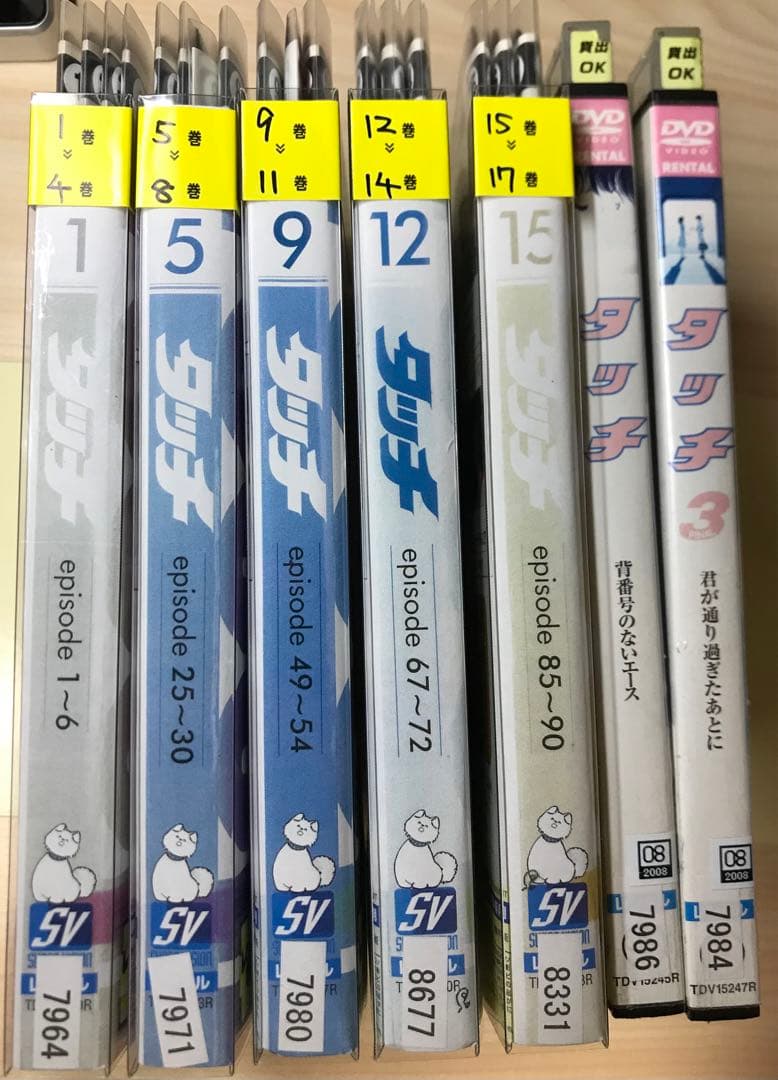 1巻
4巻
1
タッチ
episode 1～6
SV
7964
5巻
8巻
5
タッチ
episode 25～30
SV
7971
9巻
11巻
9
タッチ
episode 49～54
SV
7980
12巻
14巻
12
タッチ
episode 67～72
SV
8677
15巻
17巻
15
タッチ
episode 85～90
SV
8331
貸出
OK
DVD
VIDEO
RENTAL
タッチ
背番号のないエース
08
2008
7986
TDV15245R
貸出
OK
DVD
VIDEO
RENTAL
タッチ
3
君が通り過ぎたあとに
08
2008
7984
TDV15247R